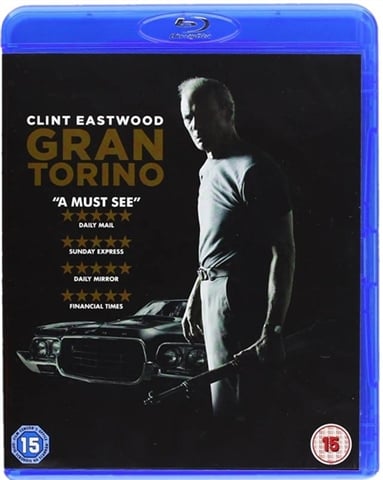 CLINT EASTWOOD
GRAN
TORINO
"A MUST SEE"
DAILY MAIL
SUNDAY EXPRESS
DAILY MIRROR
FINANCIAL TIMES
15
15